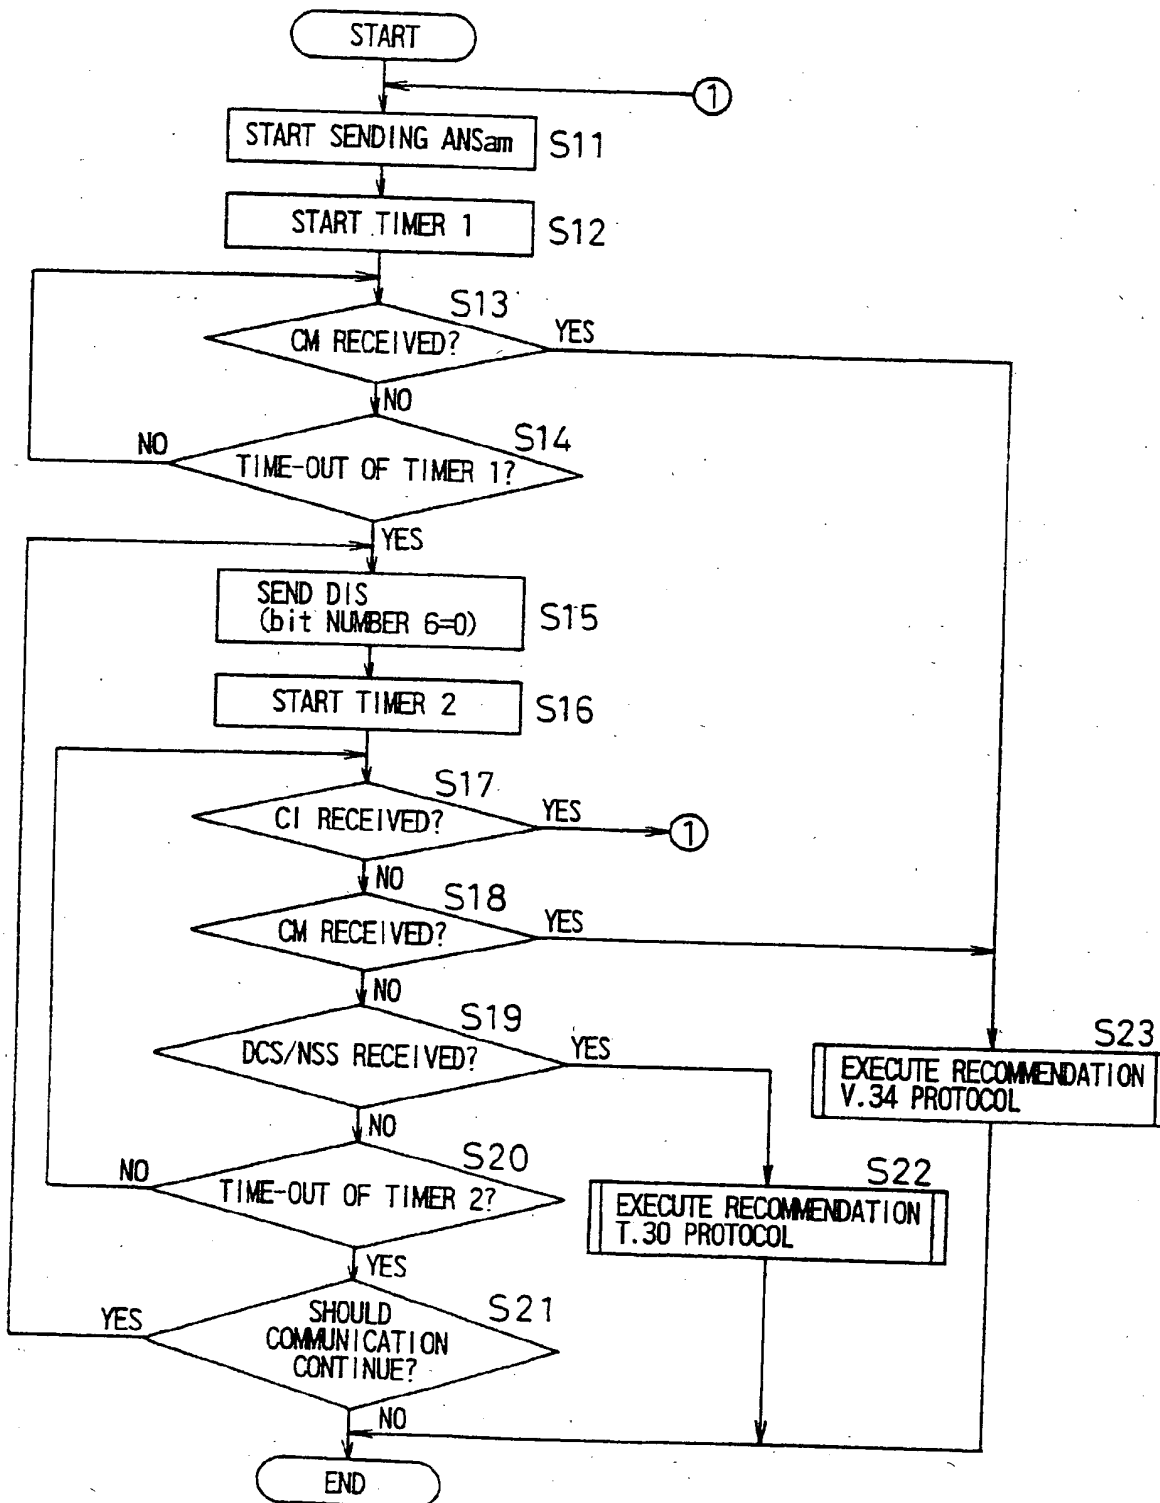 START
1
START SENDING ANSam
S11
START TIMER 1
S12
S13
CM RECEIVED?
YES
NO
S14
NO
TIME-OUT OF TIMER 1?
YES
SEND DIS
(bit NUMBER 6=0)
S15
START TIMER 2
S16
S17
CI RECEIVED?
YES
1
NO
S18
CM RECEIVED?
YES
NO
S19
DCS/NSS RECEIVED?
YES
S23
EXECUTE RECOMMENDATION
V.34 PROTOCOL
NO
S20
NO
TIME-OUT OF TIMER 2?
S22
EXECUTE RECOMMENDATION
T.30 PROTOCOL
YES
S21
YES
SHOULD
COMMUNICATION
CONTINUE?
NO
END